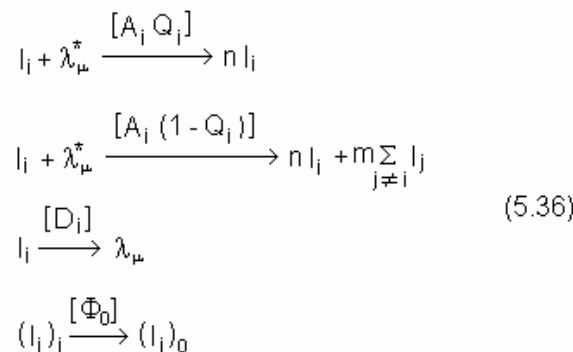 [A_i Q_i]
I_i + λ*_μ ⟶ n I_i
[A_i (1 - Q_i)]
I_i + λ*_μ ⟶ n I_i + m Σ_{j≠i} I_j
(5.36)
[D_i]
I_i ⟶ λ_μ
[Φ_0]
(I_i)_i ⟶ (I_i)_0